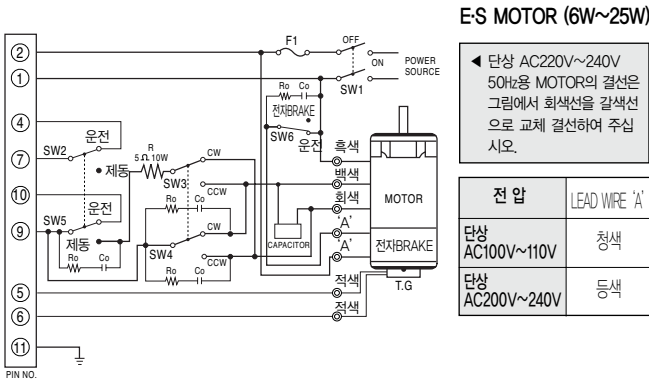 E·S MOTOR (6W~25W)
◀ 단상 AC220V~240V
50Hz용 MOTOR의 결선은
그림에서 회색선을 갈색선
으로 교체 결선하여 주십
시오.
전 압 LEAD WIRE 'A'
단상
AC100V~110V 청색
단상
AC200V~240V 등색
② F1 OFF
ON POWER
SOURCE
① SW1
Ro Co
전자BRAKE
SW6 운전
④ 운전
SW2
⑦ 제동
R
5Ω 10W
SW3 CW
CCW
Ro Co
⑩ 운전
SW5
⑨ 제동
Ro Co
SW4 CW
CCW
Ro Co
CAPACITOR
흑색
백색
회색
'A'
'A'
적색
적색
MOTOR
전자BRAKE
T.G
⑤
⑥
⑪
PIN NO.